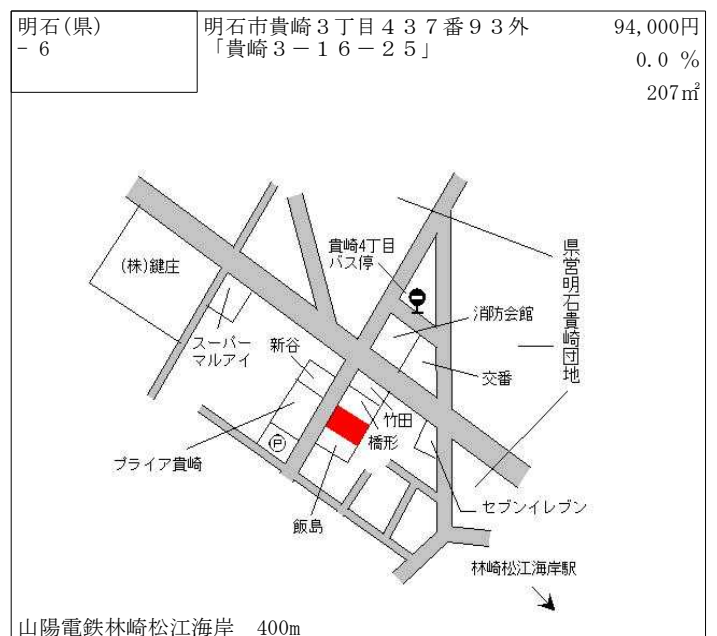 明石(県)
－6
明石市貴崎３丁目４３７番９３外
「貴崎３－１６－２５」
94,000円
0.0 %
207㎡
(株)鍵庄
スーパー
マルアイ
新谷
貴崎4丁目
バス停
消防会館
交番
県営明石貴崎団地
竹田
橋形
プライア貴崎
P
飯島
セブンイレブン
林崎松江海岸駅
山陽電鉄林崎松江海岸　400m